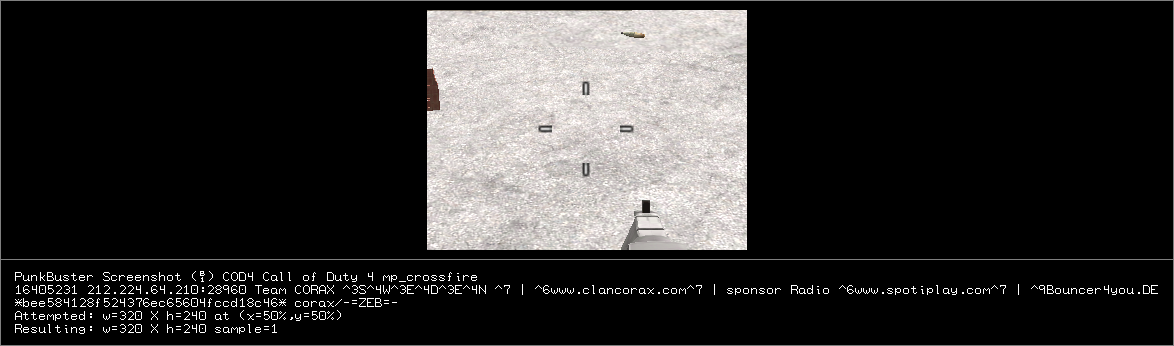 PunkBuster Screenshot (B1) COD4 Call of Duty 4 mp_crossfire
16405231 212.224.64.210:28960 Team CORAX ^3S^4W^3E^4D^3E^4N ^7 | ^6www.clancorax.com^7 | sponsor Radio ^6www.spotiplay.com^7 | ^9Bouncer4you.DE
*bee584128f524376ec65604fccd18c46* corax/-=ZEB=-
Attempted: w=320 X h=240 at (x=50%,y=50%)
Resulting: w=320 X h=240 sample=1